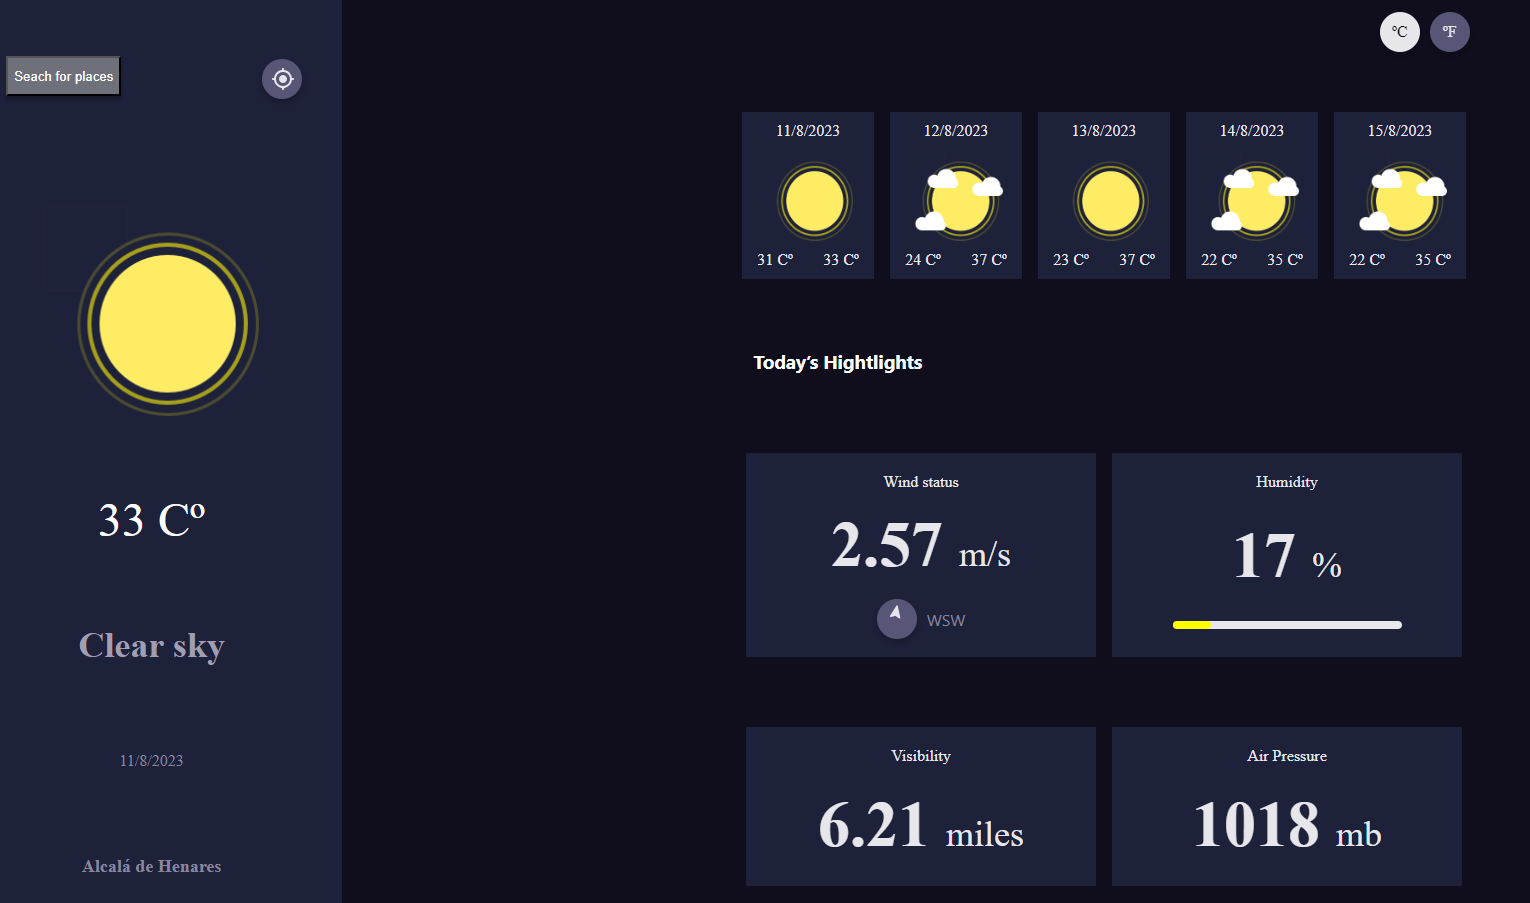 Seach for places
33 Cº
Clear sky
11/8/2023
Alcalá de Henares
ºC ºF
11/8/2023 12/8/2023 13/8/2023 14/8/2023 15/8/2023
31 Cº 33 Cº 24 Cº 37 Cº 23 Cº 37 Cº 22 Cº 35 Cº 22 Cº 35 Cº
Today’s Hightlights
Wind status
2.57 m/s
WSW
Humidity
17 %
Visibility
6.21 miles
Air Pressure
1018 mb